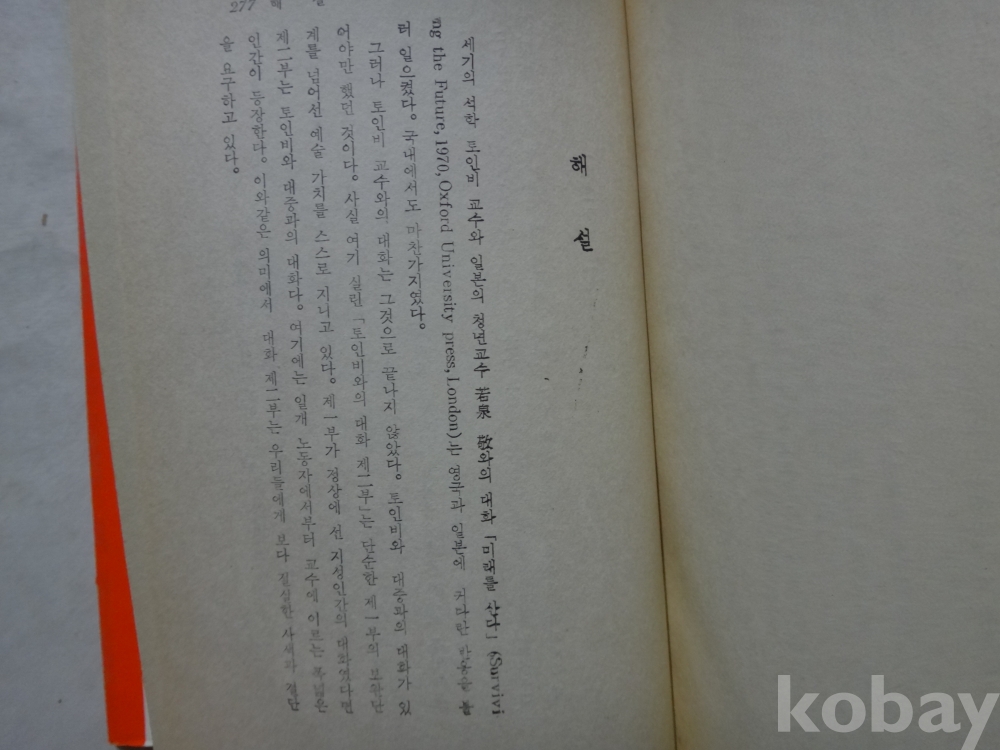 해 설
세기의 석학 토인비 교수와 일본의 청년교수 若泉 敬와의 대화 「미래를 산다」 (Survivi
ng the Future, 1970, Oxford University press, London)는 영국과 일본에 커다란 반응을 불
러 일으켰다. 국내에서도 마찬가지였다.
그러나 토인비 교수와의 대화는 그것으로 끝나지 않았다. 토인비와 대중과의 대화가 있
어야만 했던 것이다. 사실 여기 실린 「토인비와의 대화 제二부」는 단순한 제一부의
게를 넘어선 예술 가치를 스스로 지니고 있다. 제一부가 정상에 선 지성인간의 대화였다면
제二부는 토인비와 대중과의 대화다. 여기에는 일개 노동자에서부터 교수에 이르는 폭넓은
인간이 등장한다. 이와같은 의미에서 대화 제二부는 우리들에게 보다 절실한 사색과 결단
을 요구하고 있다.
277 해 설
kobay